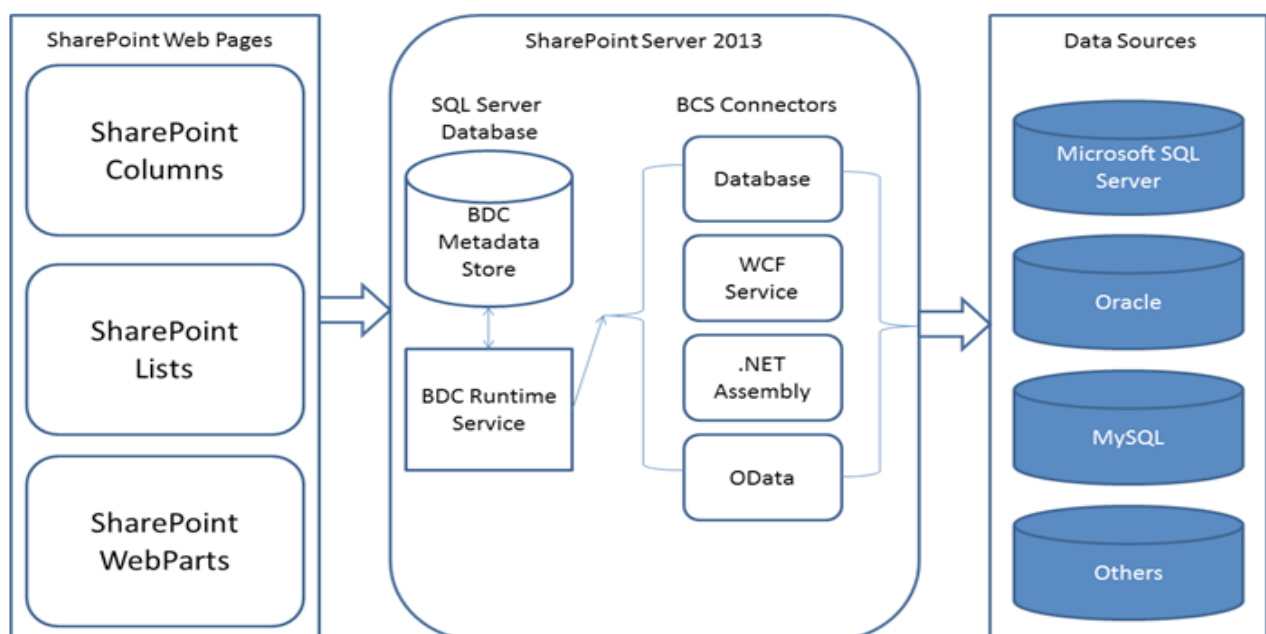 SharePoint Web Pages
SharePoint
Columns
SharePoint
Lists
SharePoint
WebParts
SharePoint Server 2013
SQL Server
Database
BDC
Metadata
Store
BDC Runtime
Service
BCS Connectors
Database
WCF
Service
.NET
Assembly
OData
Data Sources
Microsoft SQL
Server
Oracle
MySQL
Others